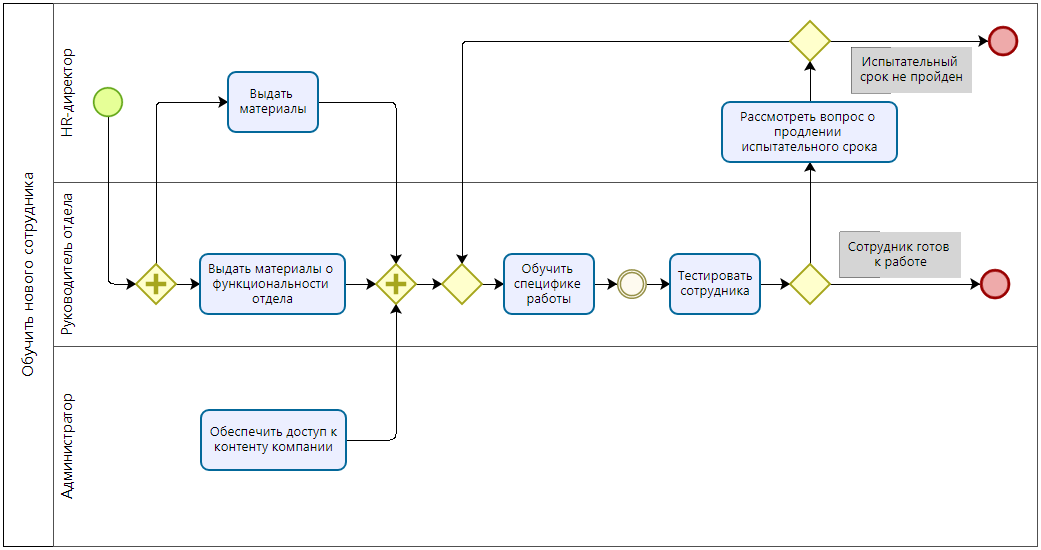 Обучить нового сотрудника
HR-директор
Выдать
материалы
Рассмотреть вопрос о
продлении
испытательного срока
Испытательный
срок не пройден
Руководитель отдела
Выдать материалы о
функциональности
отдела
Обучить
специфике
работы
Тестировать
сотрудника
Сотрудник готов
к работе
Администратор
Обеспечить доступ к
контенту компании